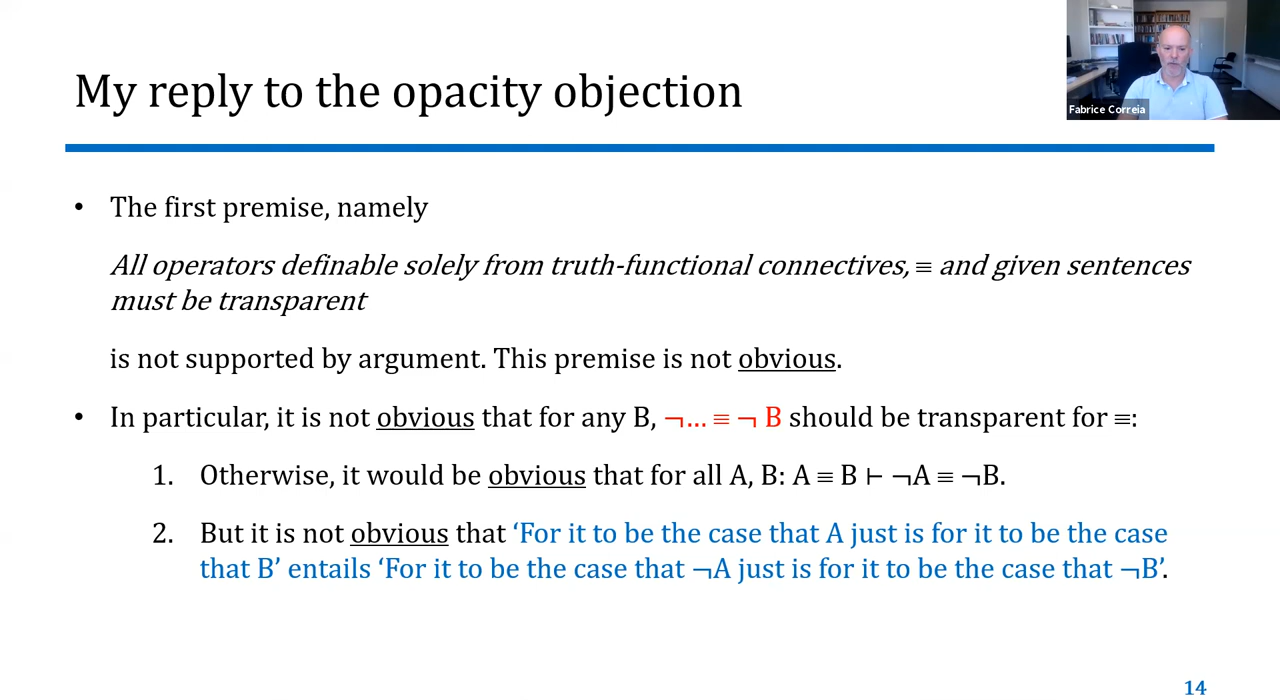 My reply to the opacity objection
Fabrice Correia
• The first premise, namely
All operators definable solely from truth-functional connectives, ≡ and given sentences
must be transparent
is not supported by argument. This premise is not obvious.
• In particular, it is not obvious that for any B, ¬… ≡ ¬ B should be transparent for ≡:
1. Otherwise, it would be obvious that for all A, B: A ≡ B ⊢ ¬A ≡ ¬B.
2. But it is not obvious that ‘For it to be the case that A just is for it to be the case
that B’ entails ‘For it to be the case that ¬A just is for it to be the case that ¬B’.
14